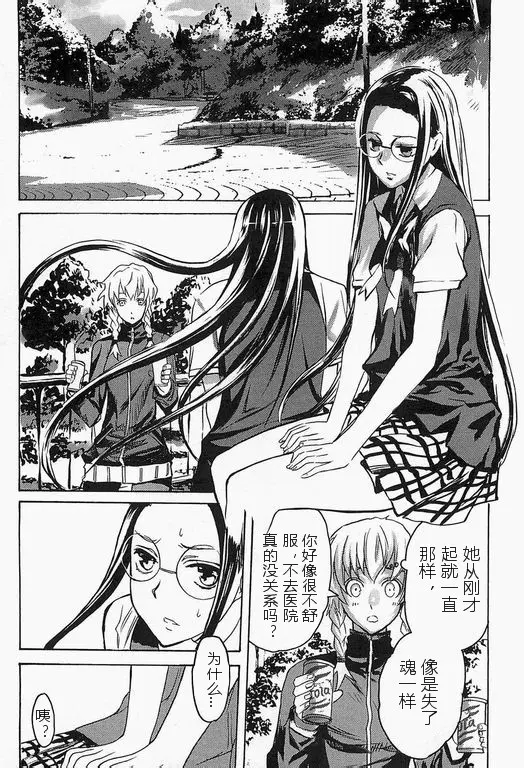 她从刚才
起就一直
那样，
像是失了
魂一样
你好像很不舒
服，不去医院
真的没关系吗？
Lola
为什么…
咦？